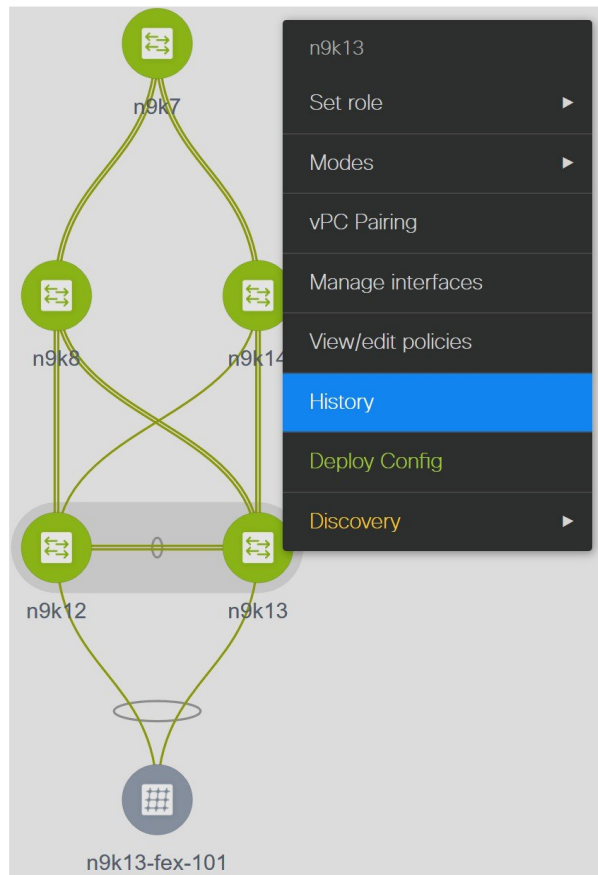 n9k7
n9k13
Set role
Modes
vPC Pairing
Manage interfaces
View/edit policies
History
Deploy Config
Discovery
n9k8
n9k14
n9k12
n9k13
n9k13-fex-101